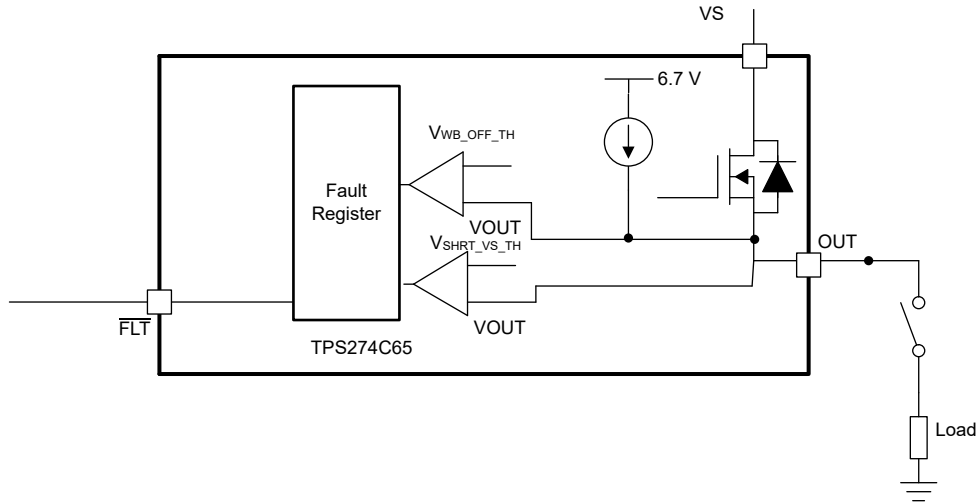 VS
6.7 V
VWB_OFF_TH
Fault
Register
VOUT
VSHRT_VS_TH
OUT
VOUT
FLT
TPS274C65
Load